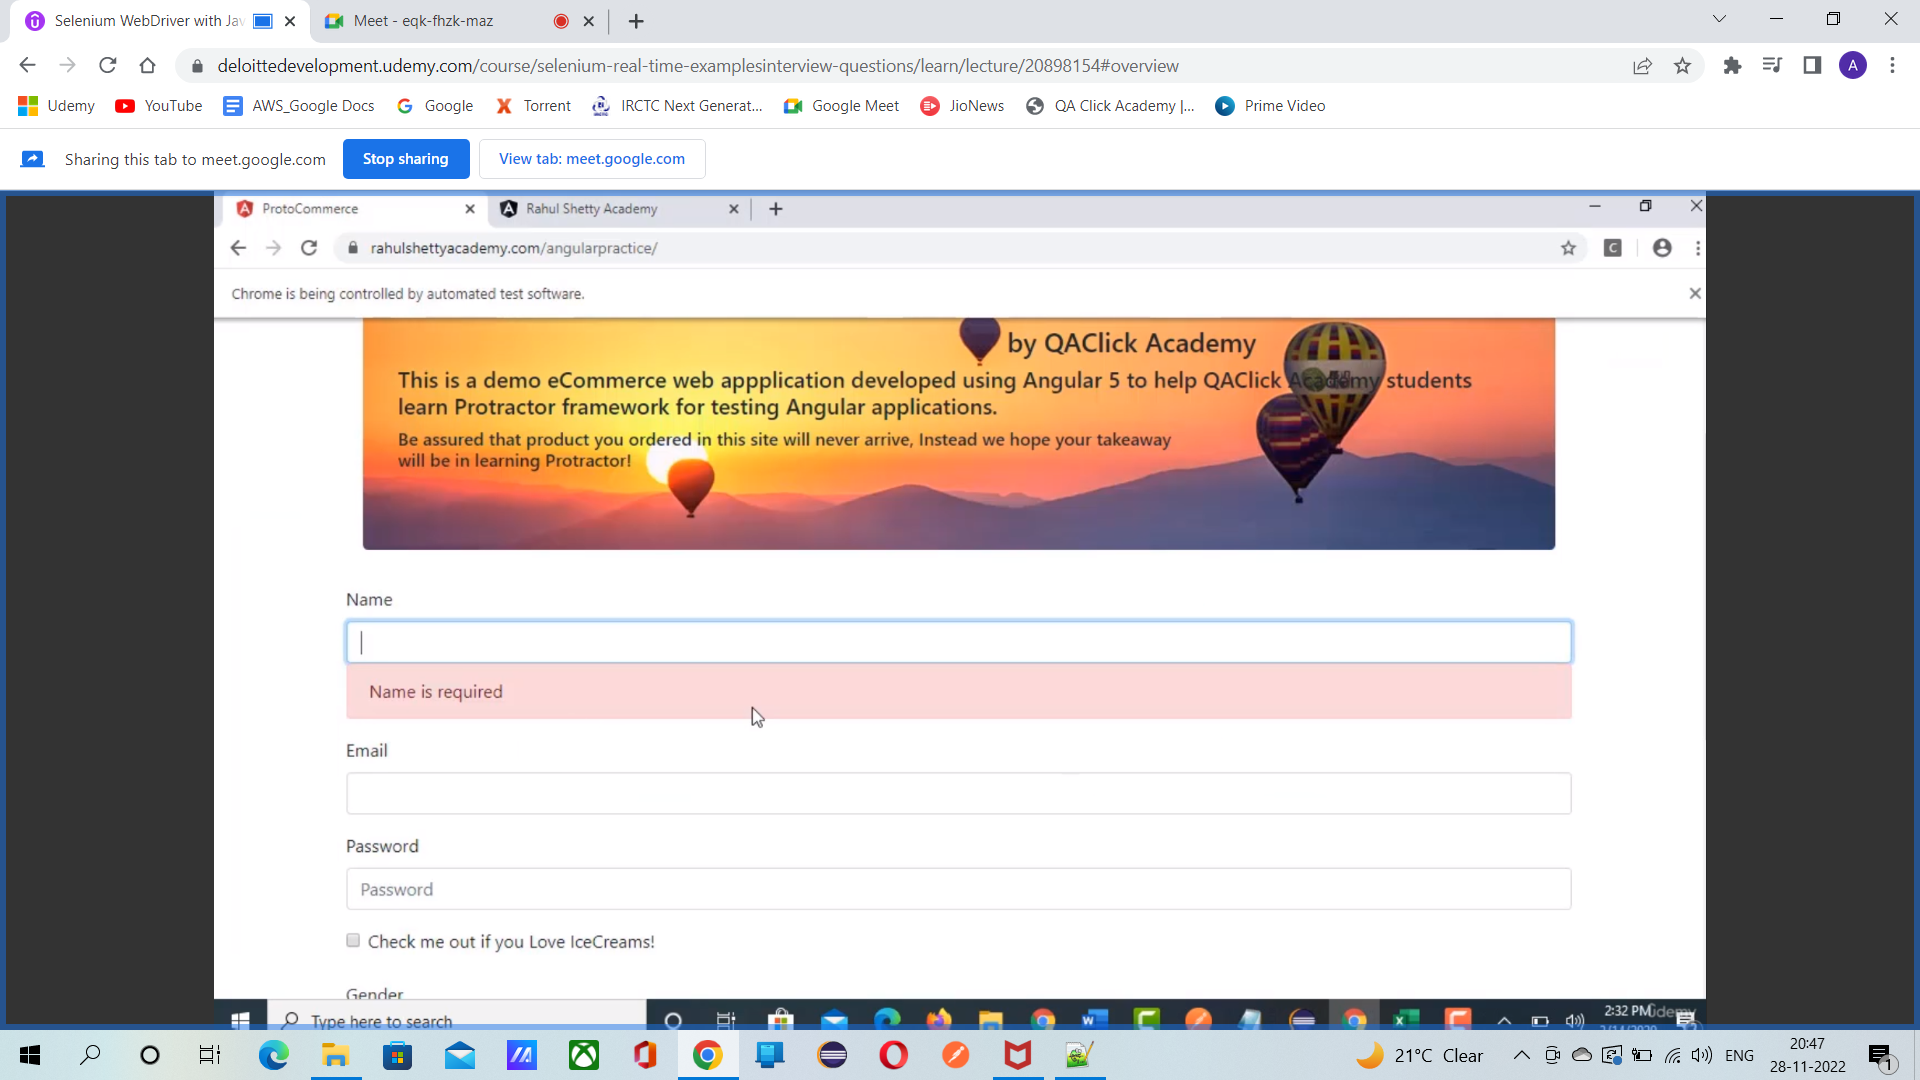 Selenium WebDriver with Jav
Meet - eqk-fhzk-maz
deloittedevelopment.udemy.com/course/selenium-real-time-examplesinterview-questions/learn/lecture/20898154#overview
A
Udemy
YouTube
AWS_Google Docs
Google
Torrent
IRCTC Next Generat...
Google Meet
JioNews
QA Click Academy |...
Prime Video
Sharing this tab to meet.google.com
Stop sharing
View tab: meet.google.com
ProtoCommerce
Rahul Shetty Academy
rahulshettyacademy.com/angularpractice/
C
Chrome is being controlled by automated test software.
by QAClick Academy
This is a demo eCommerce web appplication developed using Angular 5 to help QAClick Academy students
learn Protractor framework for testing Angular applications.
Be assured that product you ordered in this site will never arrive, Instead we hope your takeaway
will be in learning Protractor!
Name
Name is required
Email
Password
Password
Check me out if you Love IceCreams!
Gender
Type here to search
2:32 PM
Udemy
21°C Clear
ENG
20:47
28-11-2022
1